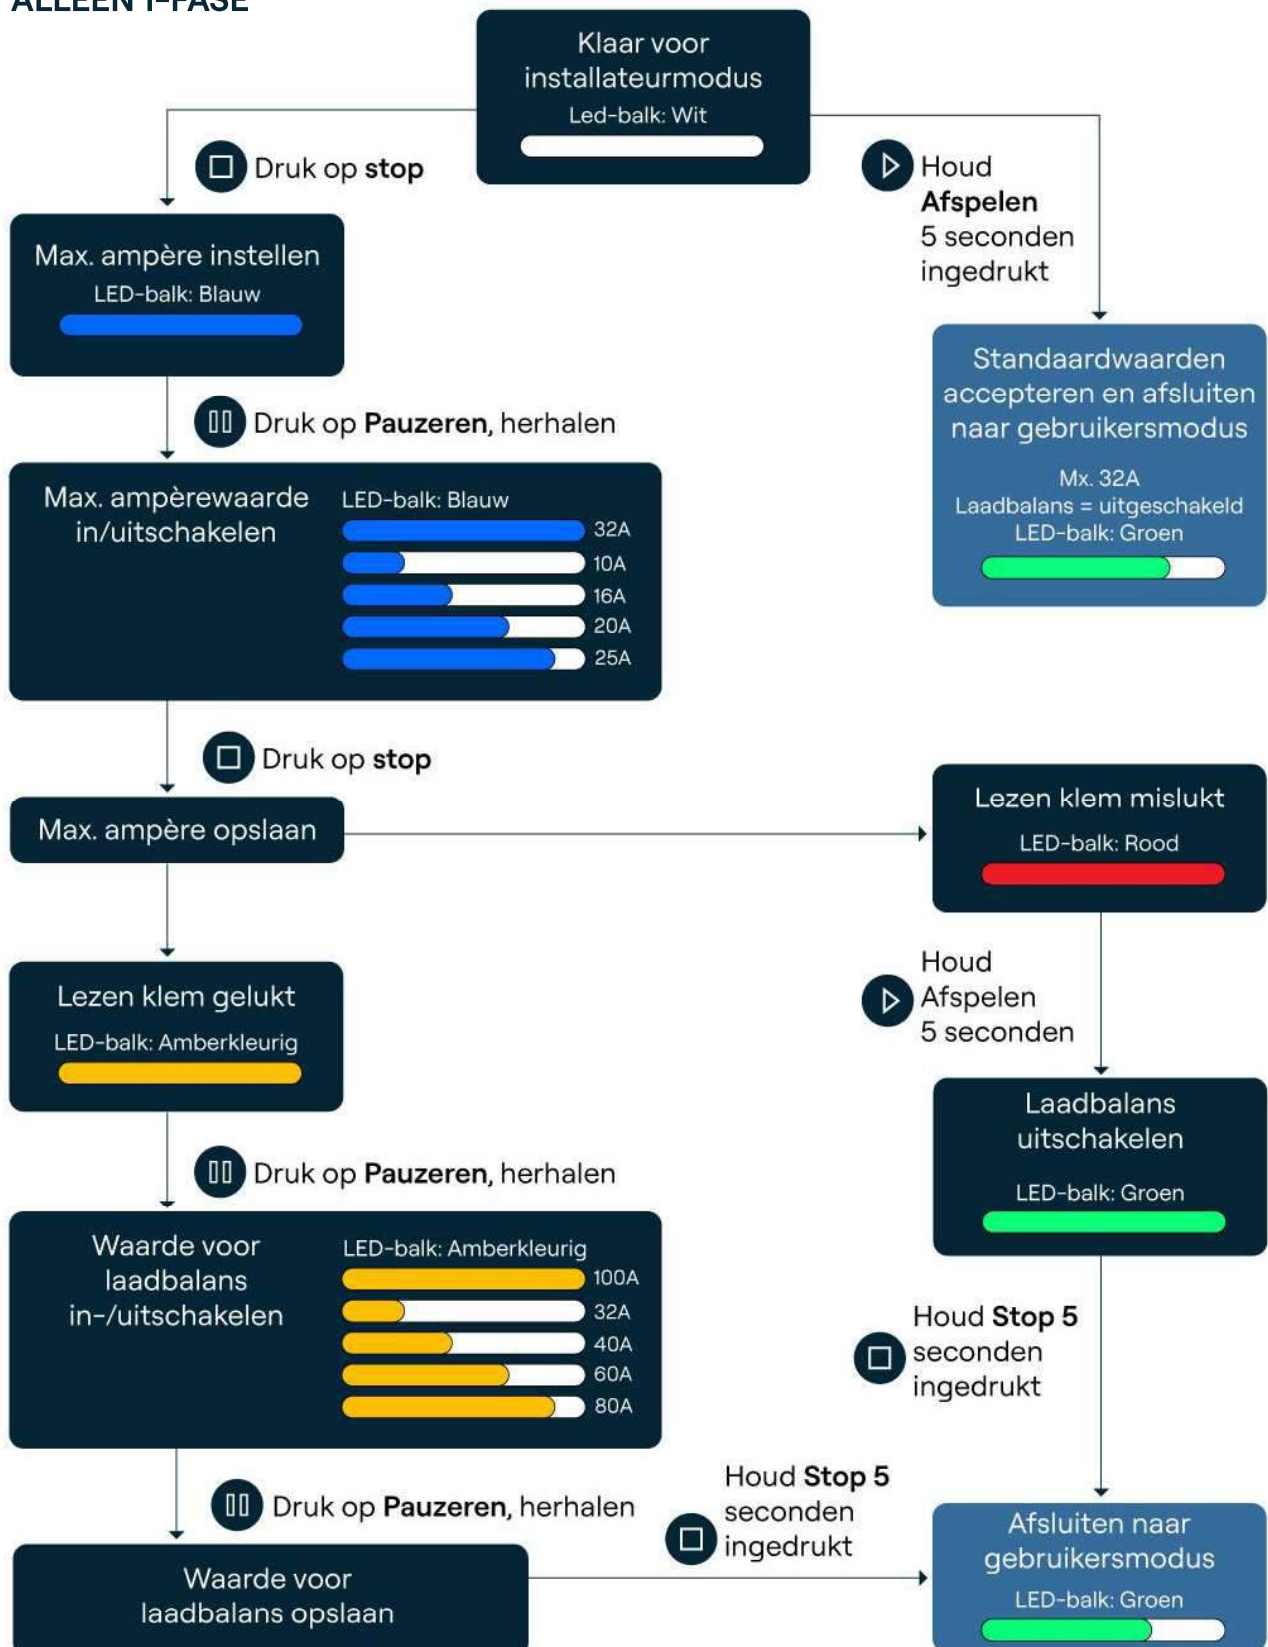 ALLEEN 1-FASE
Klaar voor
installateurmodus
Led-balk: Wit
Druk op stop
Houd
Afspelen
5 seconden
ingedrukt
Max. ampère instellen
LED-balk: Blauw
Standaardwaarden
accepteren en afsluiten
naar gebruikersmodus
Mx. 32A
Laadbalans = uitgeschakeld
LED-balk: Groen
Druk op Pauzeren, herhalen
Max. ampèrewaarde
in/uitschakelen
LED-balk: Blauw
32A
10A
16A
20A
25A
Druk op stop
Max. ampère opslaan
Lezen klem mislukt
LED-balk: Rood
Lezen klem gelukt
LED-balk: Amberkleurig
Houd
Afspelen
5 seconden
Laadbalans
uitschakelen
LED-balk: Groen
Druk op Pauzeren, herhalen
Waarde voor
laadbalans
in-/uitschakelen
LED-balk: Amberkleurig
100A
32A
40A
60A
80A
Houd Stop 5
seconden
ingedrukt
Druk op Pauzeren, herhalen
Houd Stop 5
seconden
ingedrukt
Waarde voor
laadbalans opslaan
Afsluiten naar
gebruikersmodus
LED-balk: Groen